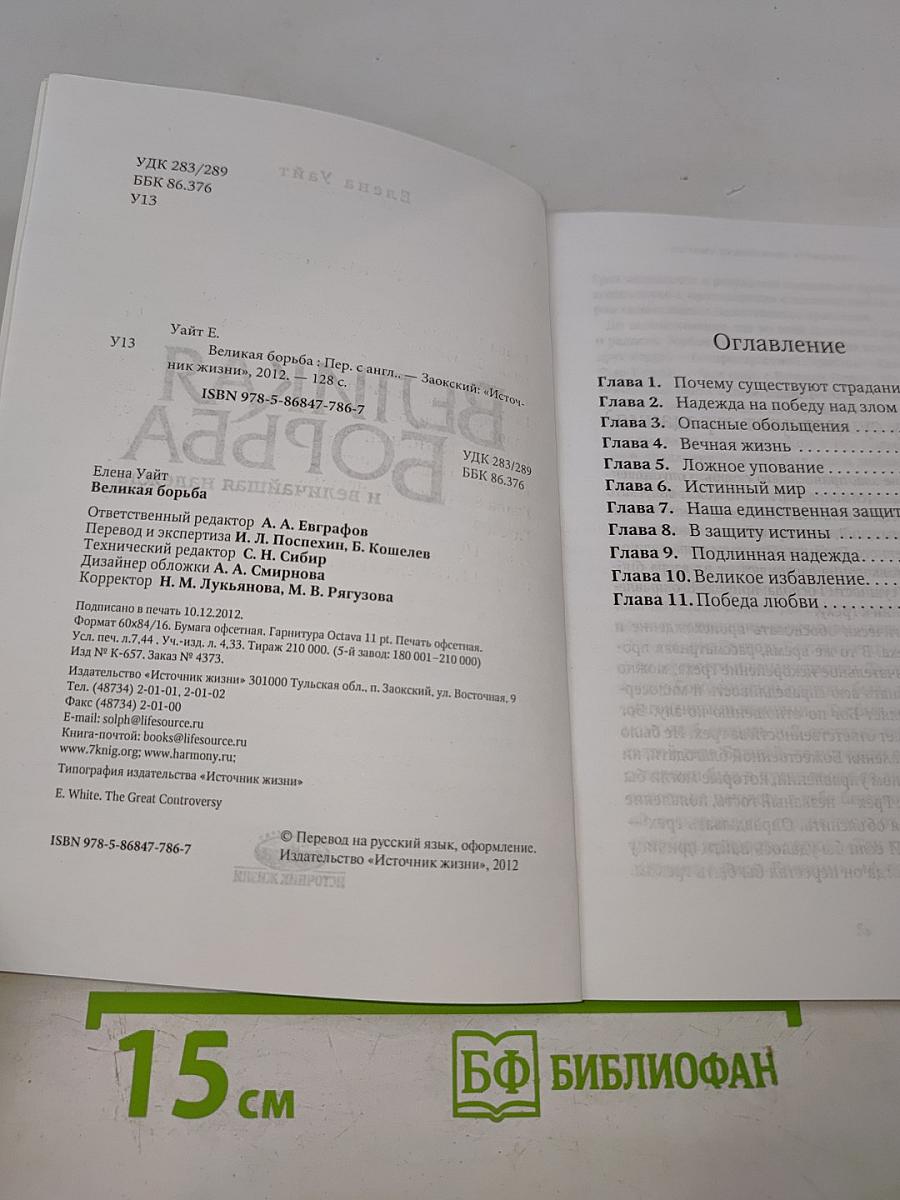 УДК 283/289
ББК 86.376
У13
Уайт Е.
У13 Великая борьба : Пер. с англ.. — Заокский: «Источ-
ник жизни», 2012. — 128 с.
ISBN 978-5-86847-786-7
УДК 283/289
ББК 86.376
Елена Уайт
Великая борьба
Ответственный редактор А. А. Евграфов
Перевод и экспертиза И. Л. Поспехин, Б. Кошелев
Технический редактор С. Н. Сибир
Дизайнер обложки А. А. Смирнова
Корректор Н. М. Лукьянова, М. В. Рягузова
Подписано в печать 10.12.2012.
Формат 60х84/16. Бумага офсетная. Гарнитура Octava 11 pt. Печать офсетная.
Усл. печ. л.7,44 . Уч.-изд. л. 4,33. Тираж 210 000. (5-й завод: 180 001–210 000)
Изд № К-657. Заказ № 4373.
Издательство «Источник жизни» 301000 Тульская обл., п. Заокский, ул. Восточная, 9
Тел. (48734) 2-01-01, 2-01-02
Факс (48734) 2-01-00
E-mail: solph@lifesource.ru
Книга-почтой: books@lifesource.ru
www.7knig.org; www.harmony.ru;
Типография издательства «Источник жизни»
E. White. The Great Controversy
ISBN 978-5-86847-786-7
© Перевод на русский язык, оформление.
Издательство «Источник жизни», 2012
Оглавление
Глава 1. Почему существуют страдани
Глава 2. Надежда на победу над злом
Глава 3. Опасные обольщения . . . . .
Глава 4. Вечная жизнь . . . . . . . . . .
Глава 5. Ложное упование . . . . . . .
Глава 6. Истинный мир . . . . . . . .
Глава 7. Наша единственная защит
Глава 8. В защиту истины . . . . . .
Глава 9. Подлинная надежда. . . .
Глава 10. Великое избавление. . . .
Глава 11. Победа любви . . . . . . .
15 см
БФ БИБЛИОФАН